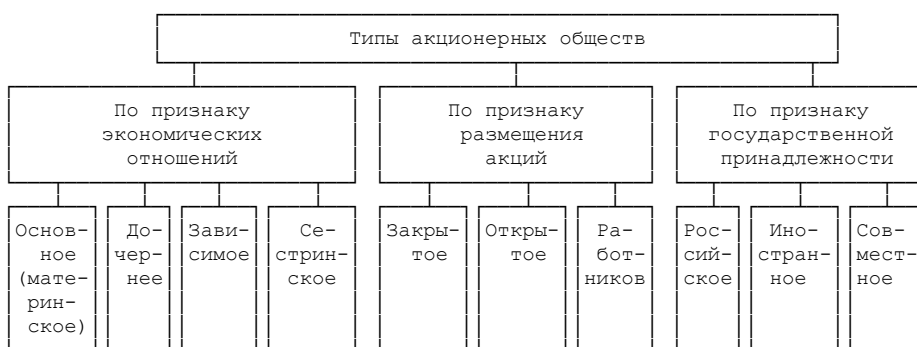 Типы акционерных обществ
По признаку
экономических
отношений
По признаку
размещения
акций
По признаку
государственной
принадлежности
Основ-
ное
(мате-
рин-
ское)
До-
чер-
нее
Зави-
симое
Се-
стрин-
ское
Закры-
тое
Откры-
тое
Ра-
бот-
ников
Рос-
сий-
ское
Ино-
стран-
ное
Сов-
мест-
ное